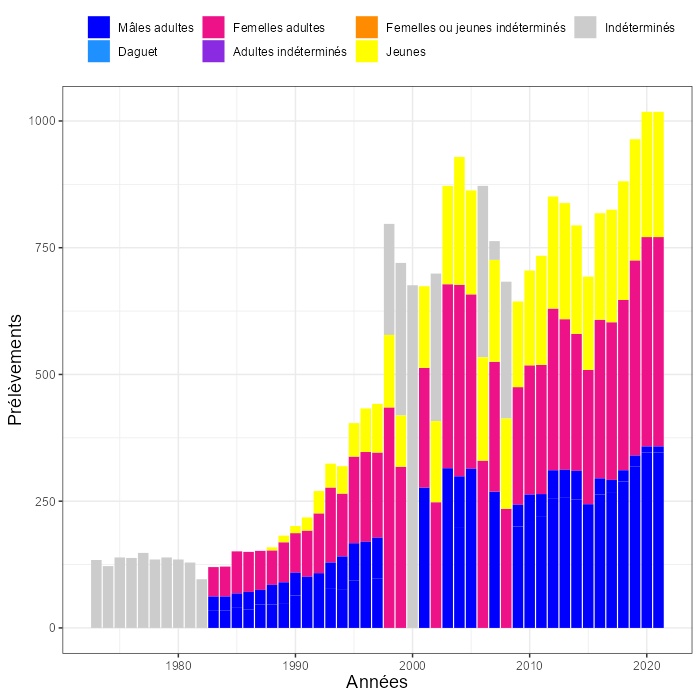 Mâles adultes Femelles adultes Femelles ou jeunes indéterminés Indéterminés
Daguet Adultes indéterminés Jeunes
1000
750
500
250
0
Prélèvements
1980 1990 2000 2010 2020
Années